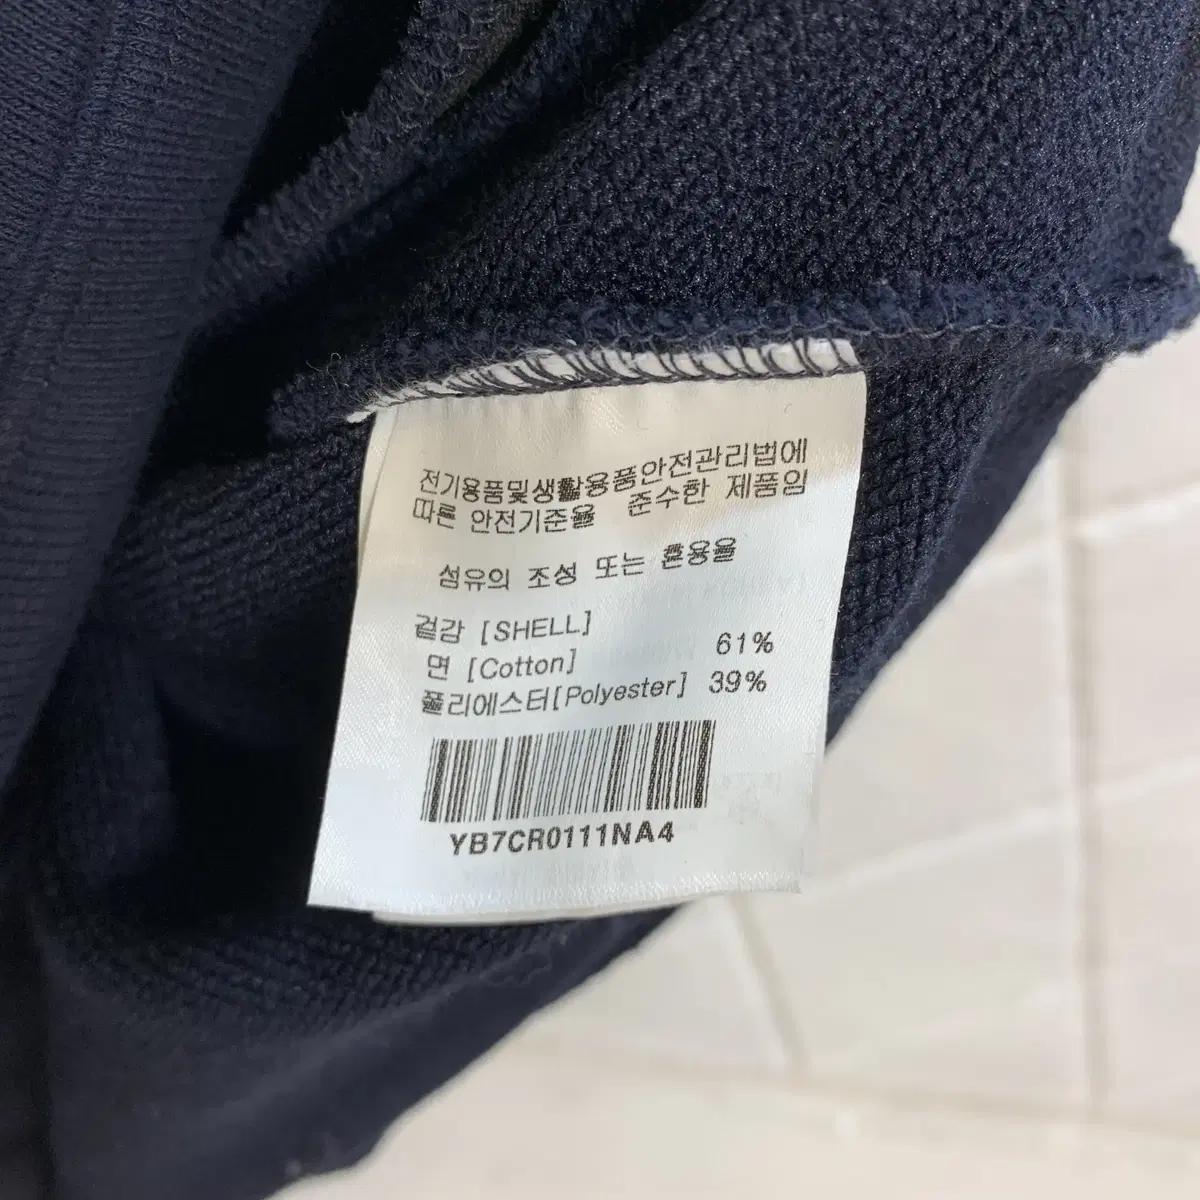 전기용품및생활용품안전관리법에
따른 안전기준을 준수한 제품임
섬유의 조성 또는 혼용율
겉감 [SHELL]
면 [Cotton] 61%
폴리에스터[Polyester] 39%
YB7CR0111NA4